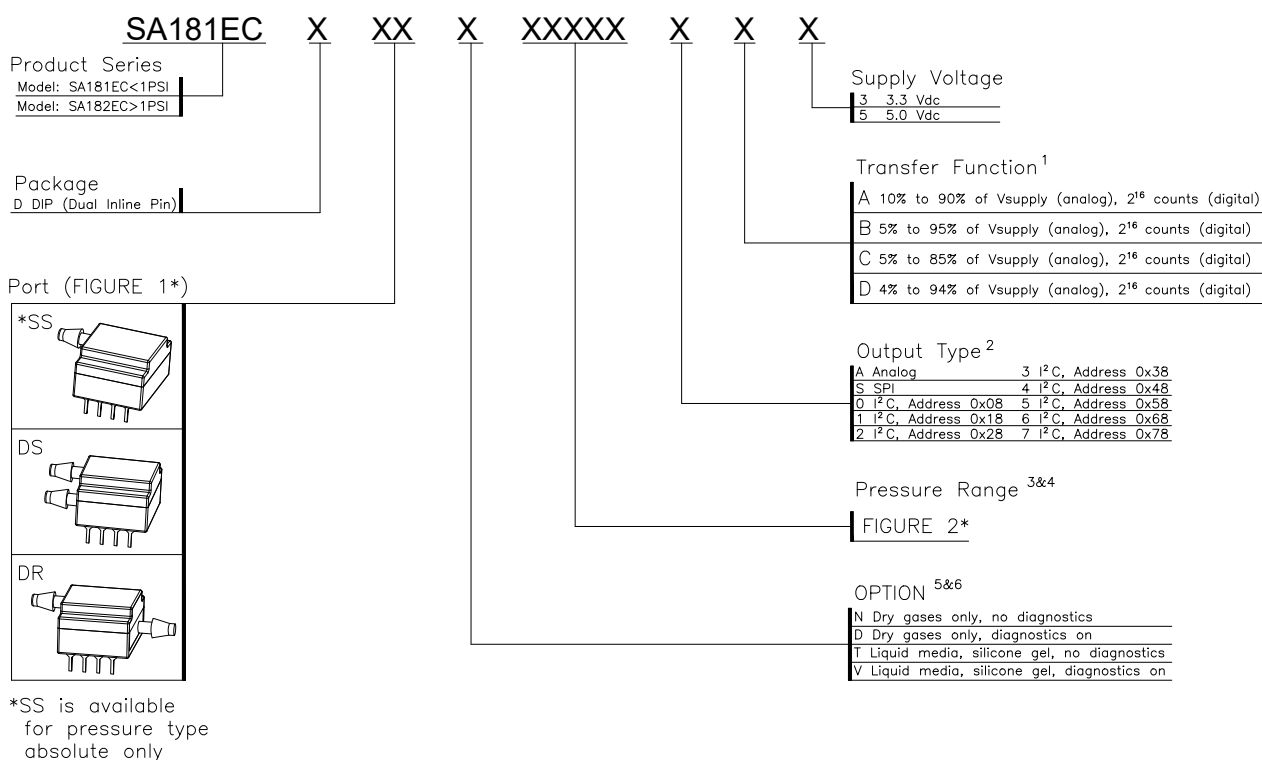 SA181EC X XX X XXXXX X X X
Product Series
Model: SA181EC<1PSI
Model: SA182EC>1PSI
Package
D DIP (Dual Inline Pin)
Port (FIGURE 1*)
*SS
DS
DR
*SS is available
for pressure type
absolute only
Supply Voltage
3 3.3 Vdc
5 5.0 Vdc
Transfer Function¹
A 10% to 90% of Vsupply (analog), 2¹⁶ counts (digital)
B 5% to 95% of Vsupply (analog), 2¹⁶ counts (digital)
C 5% to 85% of Vsupply (analog), 2¹⁶ counts (digital)
D 4% to 94% of Vsupply (analog), 2¹⁶ counts (digital)
Output Type²
A Analog 3 I²C, Address 0x38
S SPI 4 I²C, Address 0x48
0 I²C, Address 0x08 5 I²C, Address 0x58
1 I²C, Address 0x18 6 I²C, Address 0x68
2 I²C, Address 0x28 7 I²C, Address 0x78
Pressure Range ³&⁴
FIGURE 2*
OPTION ⁵&⁶
N Dry gases only, no diagnostics
D Dry gases only, diagnostics on
T Liquid media, silicone gel, no diagnostics
V Liquid media, silicone gel, diagnostics on